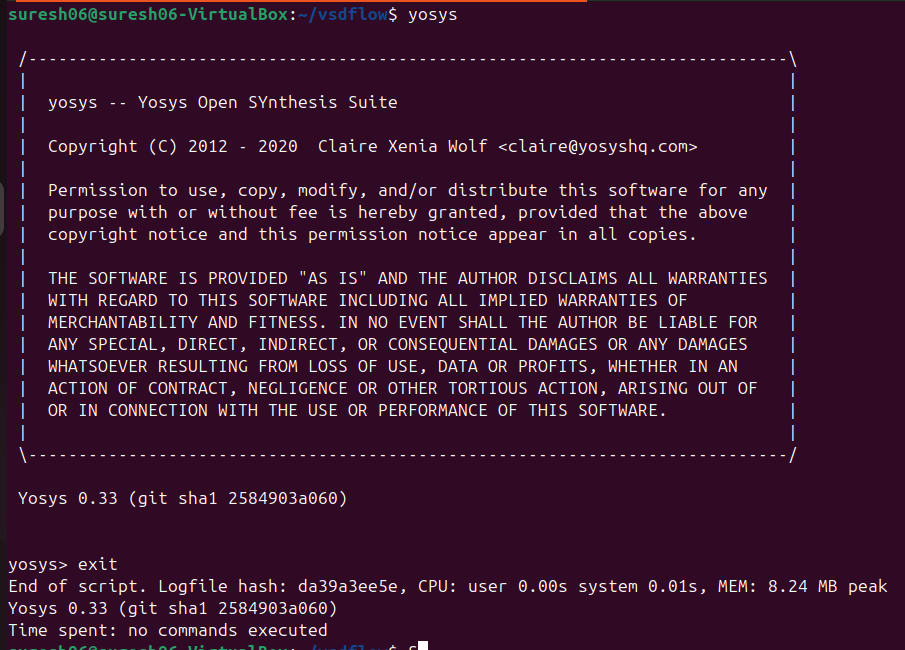 suresh06@suresh06-VirtualBox:~/vsdflow$ yosys
/----------------------------------------------------------------------------\
|                                                                            |
|  yosys -- Yosys Open SYnthesis Suite                                       |
|                                                                            |
|  Copyright (C) 2012 - 2020  Claire Xenia Wolf <claire@yosyshq.com>         |
|                                                                            |
|  Permission to use, copy, modify, and/or distribute this software for any  |
|  purpose with or without fee is hereby granted, provided that the above    |
|  copyright notice and this permission notice appear in all copies.         |
|                                                                            |
|  THE SOFTWARE IS PROVIDED "AS IS" AND THE AUTHOR DISCLAIMS ALL WARRANTIES  |
|  WITH REGARD TO THIS SOFTWARE INCLUDING ALL IMPLIED WARRANTIES OF          |
|  MERCHANTABILITY AND FITNESS. IN NO EVENT SHALL THE AUTHOR BE LIABLE FOR   |
|  ANY SPECIAL, DIRECT, INDIRECT, OR CONSEQUENTIAL DAMAGES OR ANY DAMAGES    |
|  WHATSOEVER RESULTING FROM LOSS OF USE, DATA OR PROFITS, WHETHER IN AN     |
|  ACTION OF CONTRACT, NEGLIGENCE OR OTHER TORTIOUS ACTION, ARISING OUT OF   |
|  OR IN CONNECTION WITH THE USE OR PERFORMANCE OF THIS SOFTWARE.            |
|                                                                            |
\----------------------------------------------------------------------------/
Yosys 0.33 (git sha1 2584903a060)
yosys> exit
End of script. Logfile hash: da39a3ee5e, CPU: user 0.00s system 0.01s, MEM: 8.24 MB peak
Yosys 0.33 (git sha1 2584903a060)
Time spent: no commands executed
suresh06@suresh06-VirtualBox:~/vsdflow$